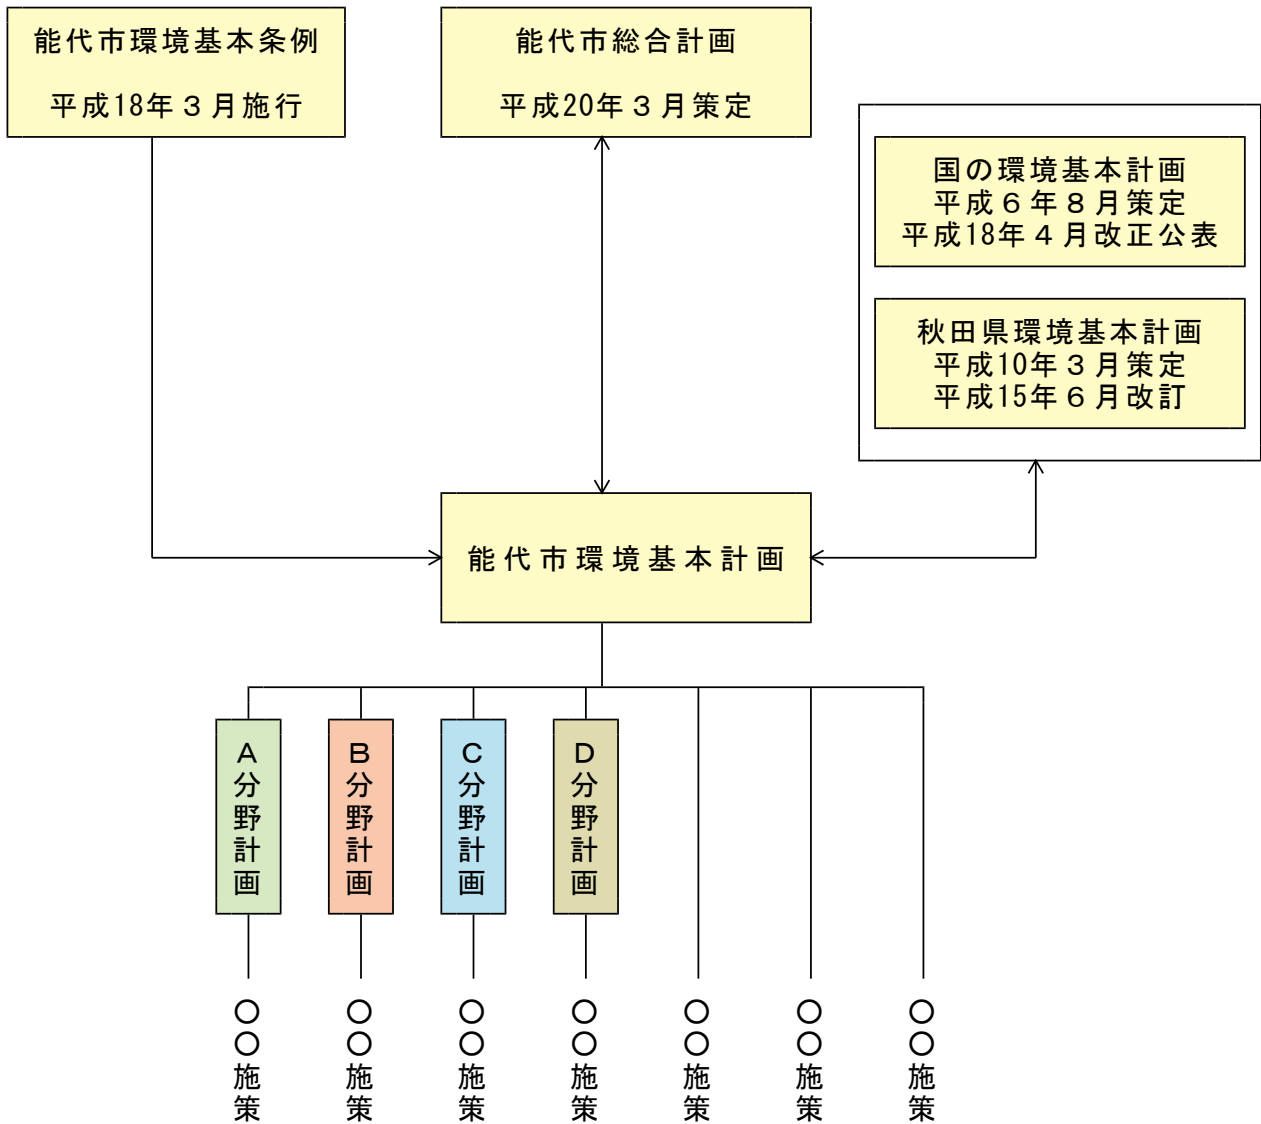 能代市環境基本条例
平成18年３月施行
能代市総合計画
平成20年３月策定
国の環境基本計画
平成６年８月策定
平成18年４月改正公表
秋田県環境基本計画
平成10年３月策定
平成15年６月改訂
能代市環境基本計画
Ａ分野計画
Ｂ分野計画
Ｃ分野計画
Ｄ分野計画
○○施策
○○施策
○○施策
○○施策
○○施策
○○施策
○○施策